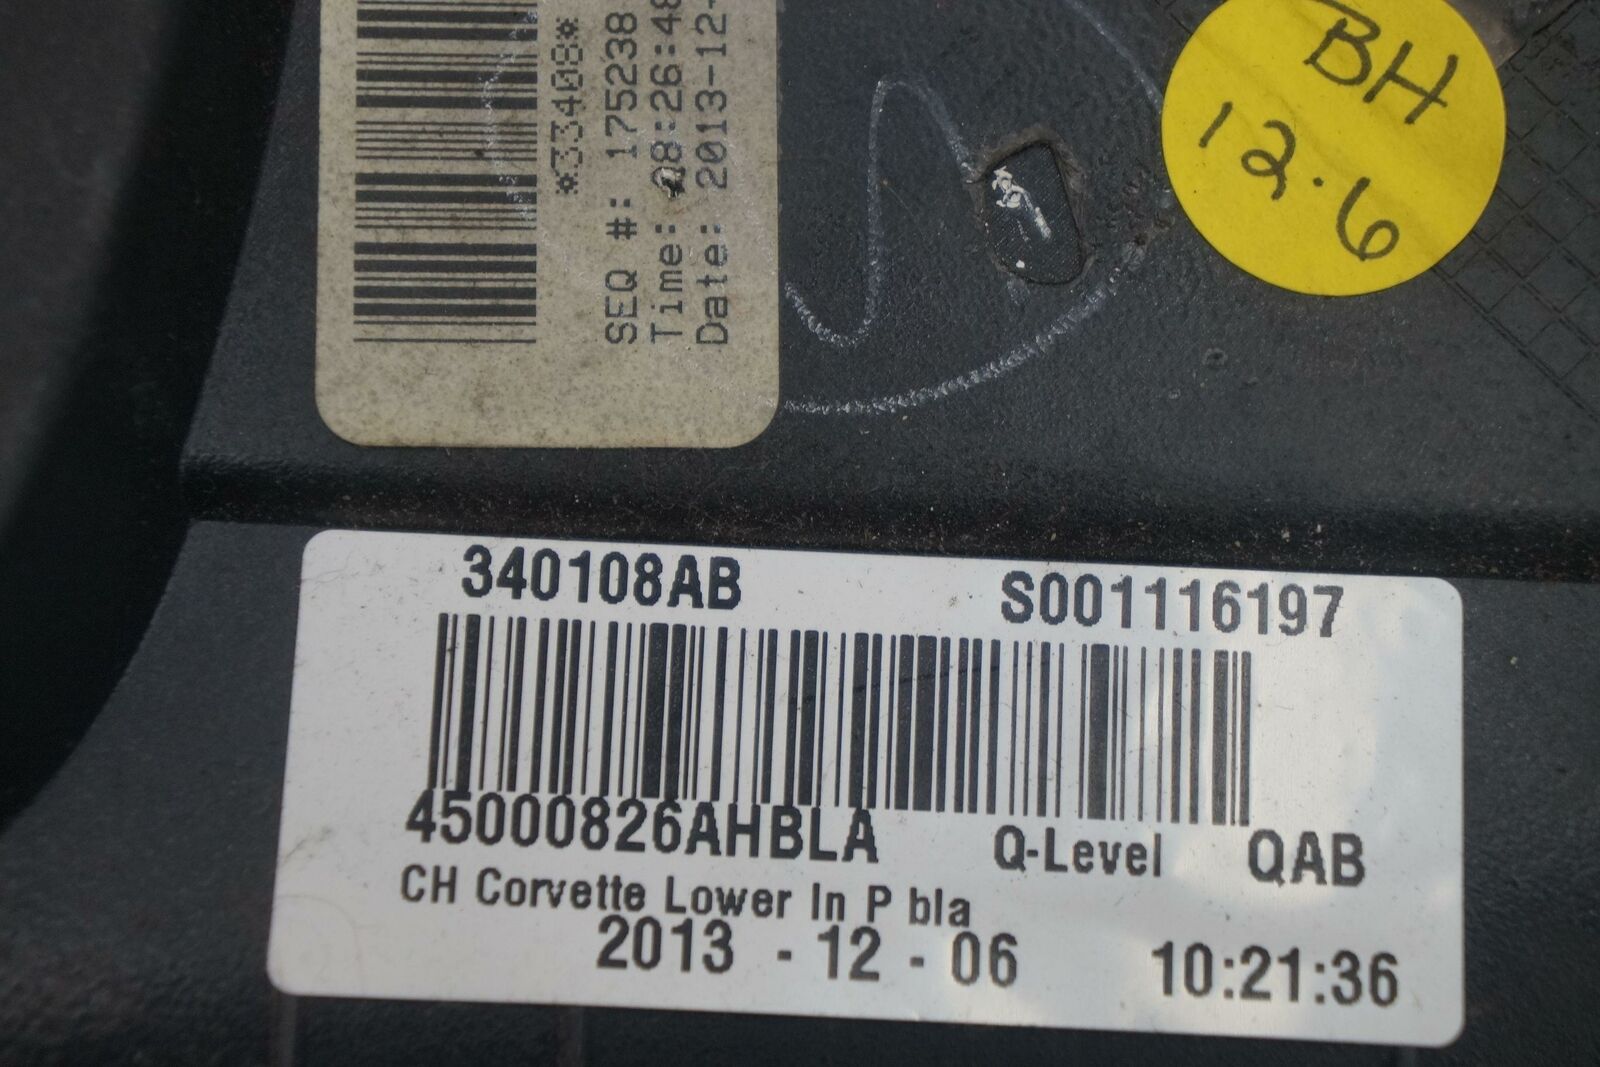 *33408*
SEQ #: 175238
Time: 08:26:48
Date: 2013-12-
BH
12.6
340108AB S001116197
45000826AHBLA Q-Level QAB
CH Corvette Lower In P bla
2013 - 12 - 06 10:21:36